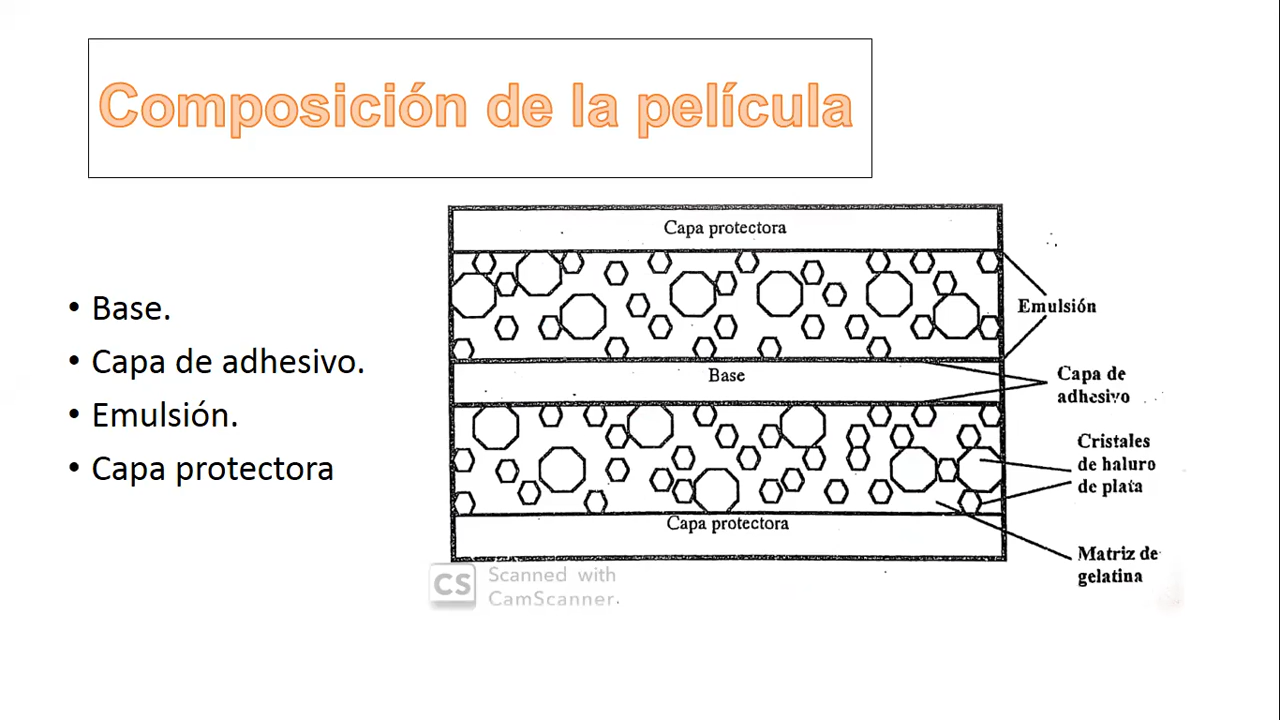 Composición de la película
• Base.
• Capa de adhesivo.
• Emulsión.
• Capa protectora
Capa protectora
Emulsión
Base
Capa de
adhesivo
Cristales
de haluro
de plata
Capa protectora
Matriz de
gelatina
CS
Scanned with
CamScanner